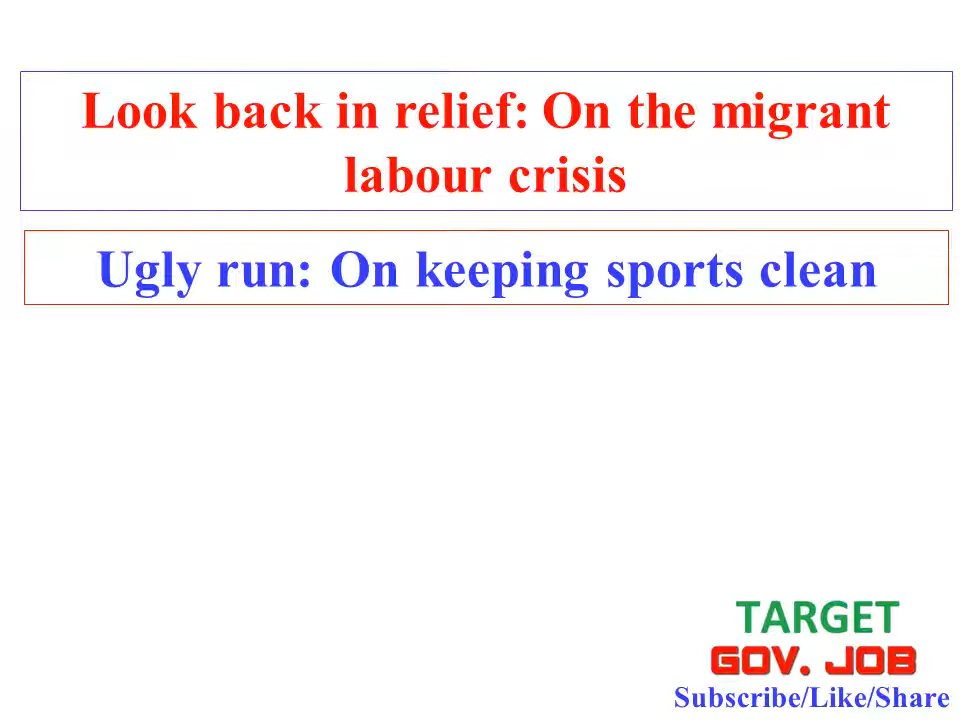 Look back in relief: On the migrant
labour crisis
Ugly run: On keeping sports clean
TARGET
GOV. JOB
Subscribe/Like/Share